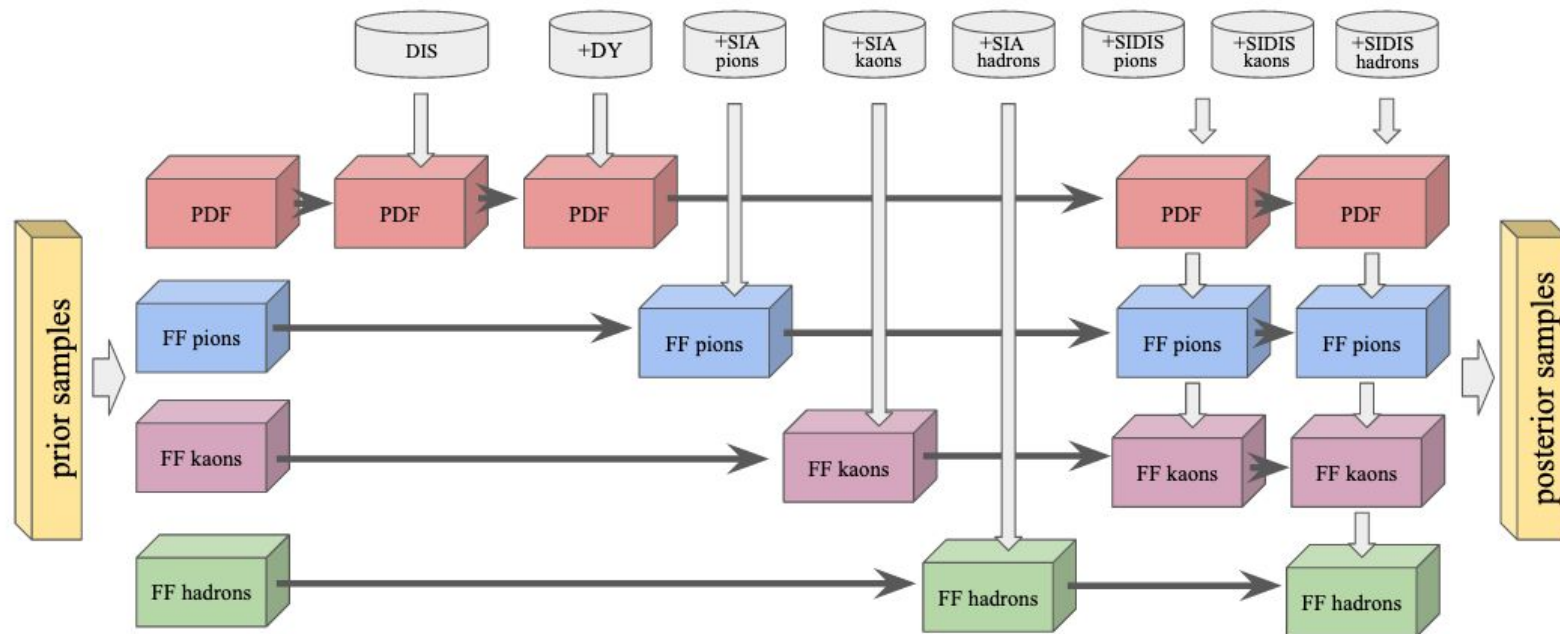 DIS
+DY
+SIA
pions
+SIA
kaons
+SIA
hadrons
+SIDIS
pions
+SIDIS
kaons
+SIDIS
hadrons
PDF
PDF
PDF
PDF
PDF
prior samples
FF pions
FF pions
FF pions
FF pions
posterior samples
FF kaons
FF kaons
FF kaons
FF kaons
FF hadrons
FF hadrons
FF hadrons